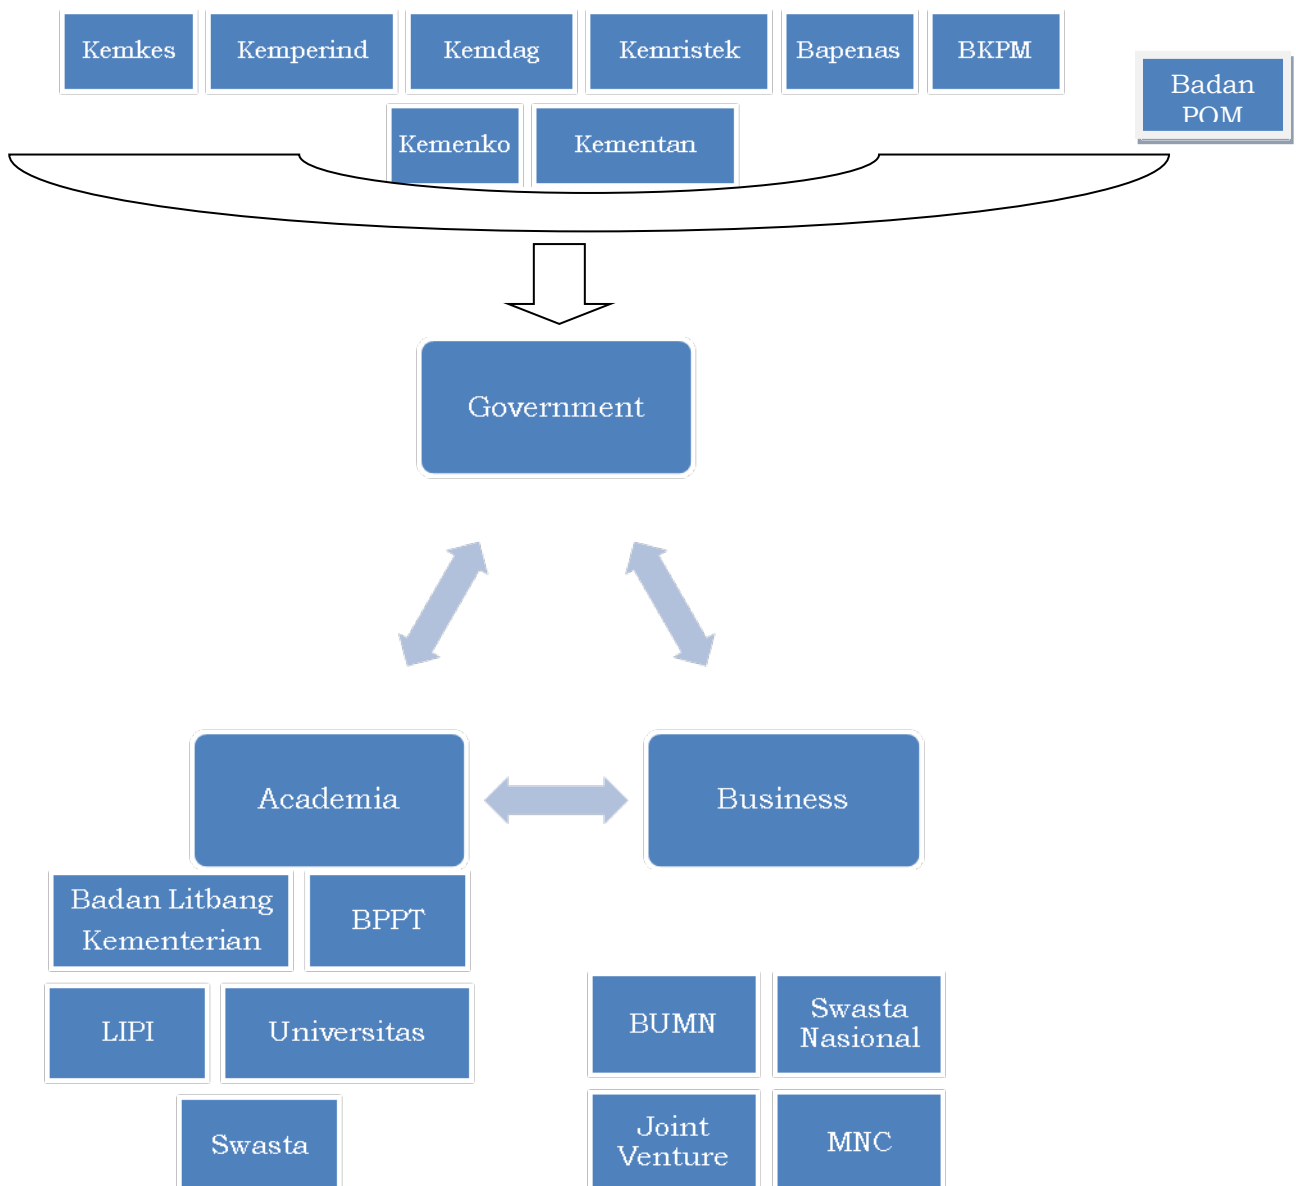 Kemkes
Kemperind
Kemdag
Kemristek
Bapenas
BKPM
Badan
POM
Kemenko
Kementan
Government
Academia
Business
Badan Litbang
Kementerian
BPPT
LIPI
Universitas
Swasta
BUMN
Swasta
Nasional
Joint
Venture
MNC